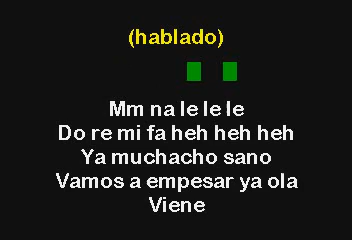 (hablado)
Mm na le le le
Do re mi fa heh heh heh
Ya muchacho sano
Vamos a empesar ya ola
Viene